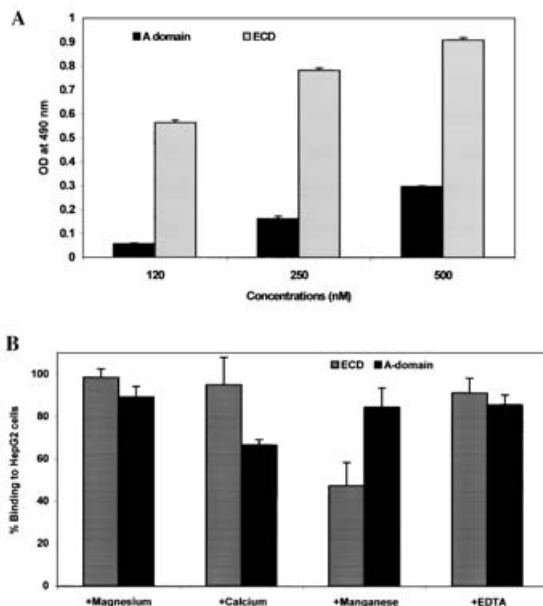 A
A domain ECD
OD at 490 nm
1
0.9
0.8
0.7
0.6
0.5
0.4
0.3
0.2
0.1
0
120 250 500
Concentrations (nM)
B
ECD A-domain
% Binding to HepG2 cells
100
80
60
40
20
0
+Magnesium +Calcium +Manganese +EDTA